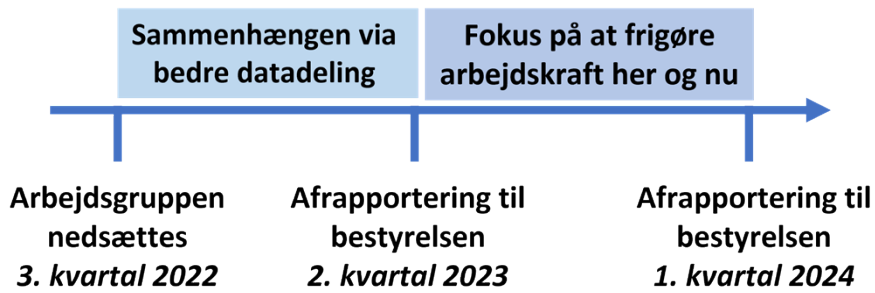 Sammenhængen via
bedre datadeling
Fokus på at frigøre
arbejdskraft her og nu
Arbejdsgruppen
nedsættes
3. kvartal 2022
Afrapportering til
bestyrelsen
2. kvartal 2023
Afrapportering til
bestyrelsen
1. kvartal 2024